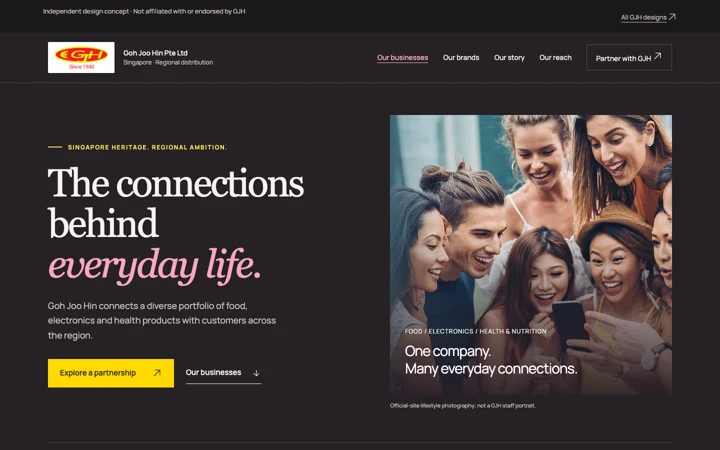 Independent design concept · Not affiliated with or endorsed by GJH
All GJH designs
GJH
Since 1940
Goh Joo Hin Pte Ltd
Singapore · Regional distribution
Our businesses
Our brands
Our story
Our reach
Partner with GJH
SINGAPORE HERITAGE. REGIONAL AMBITION.
The connections
behind
everyday life.
Goh Joo Hin connects a diverse portfolio of food,
electronics and health products with customers across
the region.
Explore a partnership
Our businesses
FOOD / ELECTRONICS / HEALTH & NUTRITION
One company.
Many everyday connections.
Official-site lifestyle photography; not a GJH staff portrait.